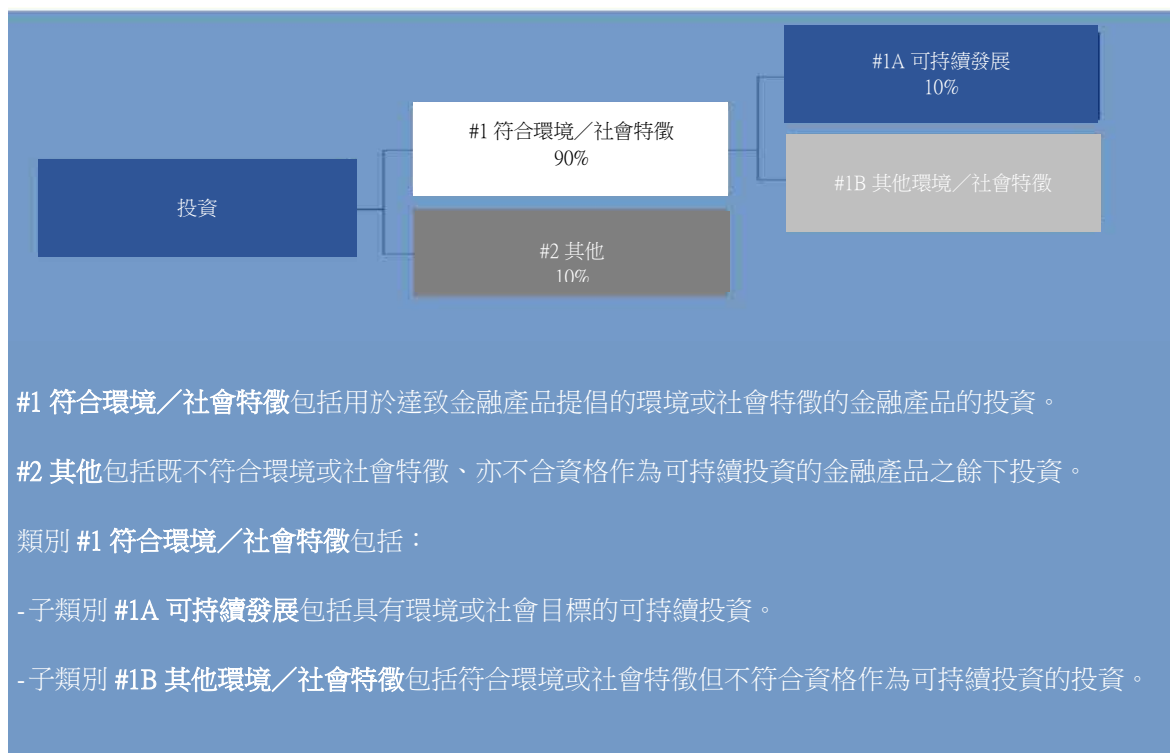 #1A 可持續發展
10%
#1 符合環境／社會特徵
90%
#1B 其他環境／社會特徵
投資
#2 其他
10%
#1 符合環境／社會特徵包括用於達致金融產品提倡的環境或社會特徵的金融產品的投資。
#2 其他包括既不符合環境或社會特徵、亦不合資格作為可持續投資的金融產品之餘下投資。
類別 #1 符合環境／社會特徵包括：
- 子類別 #1A 可持續發展包括具有環境或社會目標的可持續投資。
- 子類別 #1B 其他環境／社會特徵包括符合環境或社會特徵但不符合資格作為可持續投資的投資。